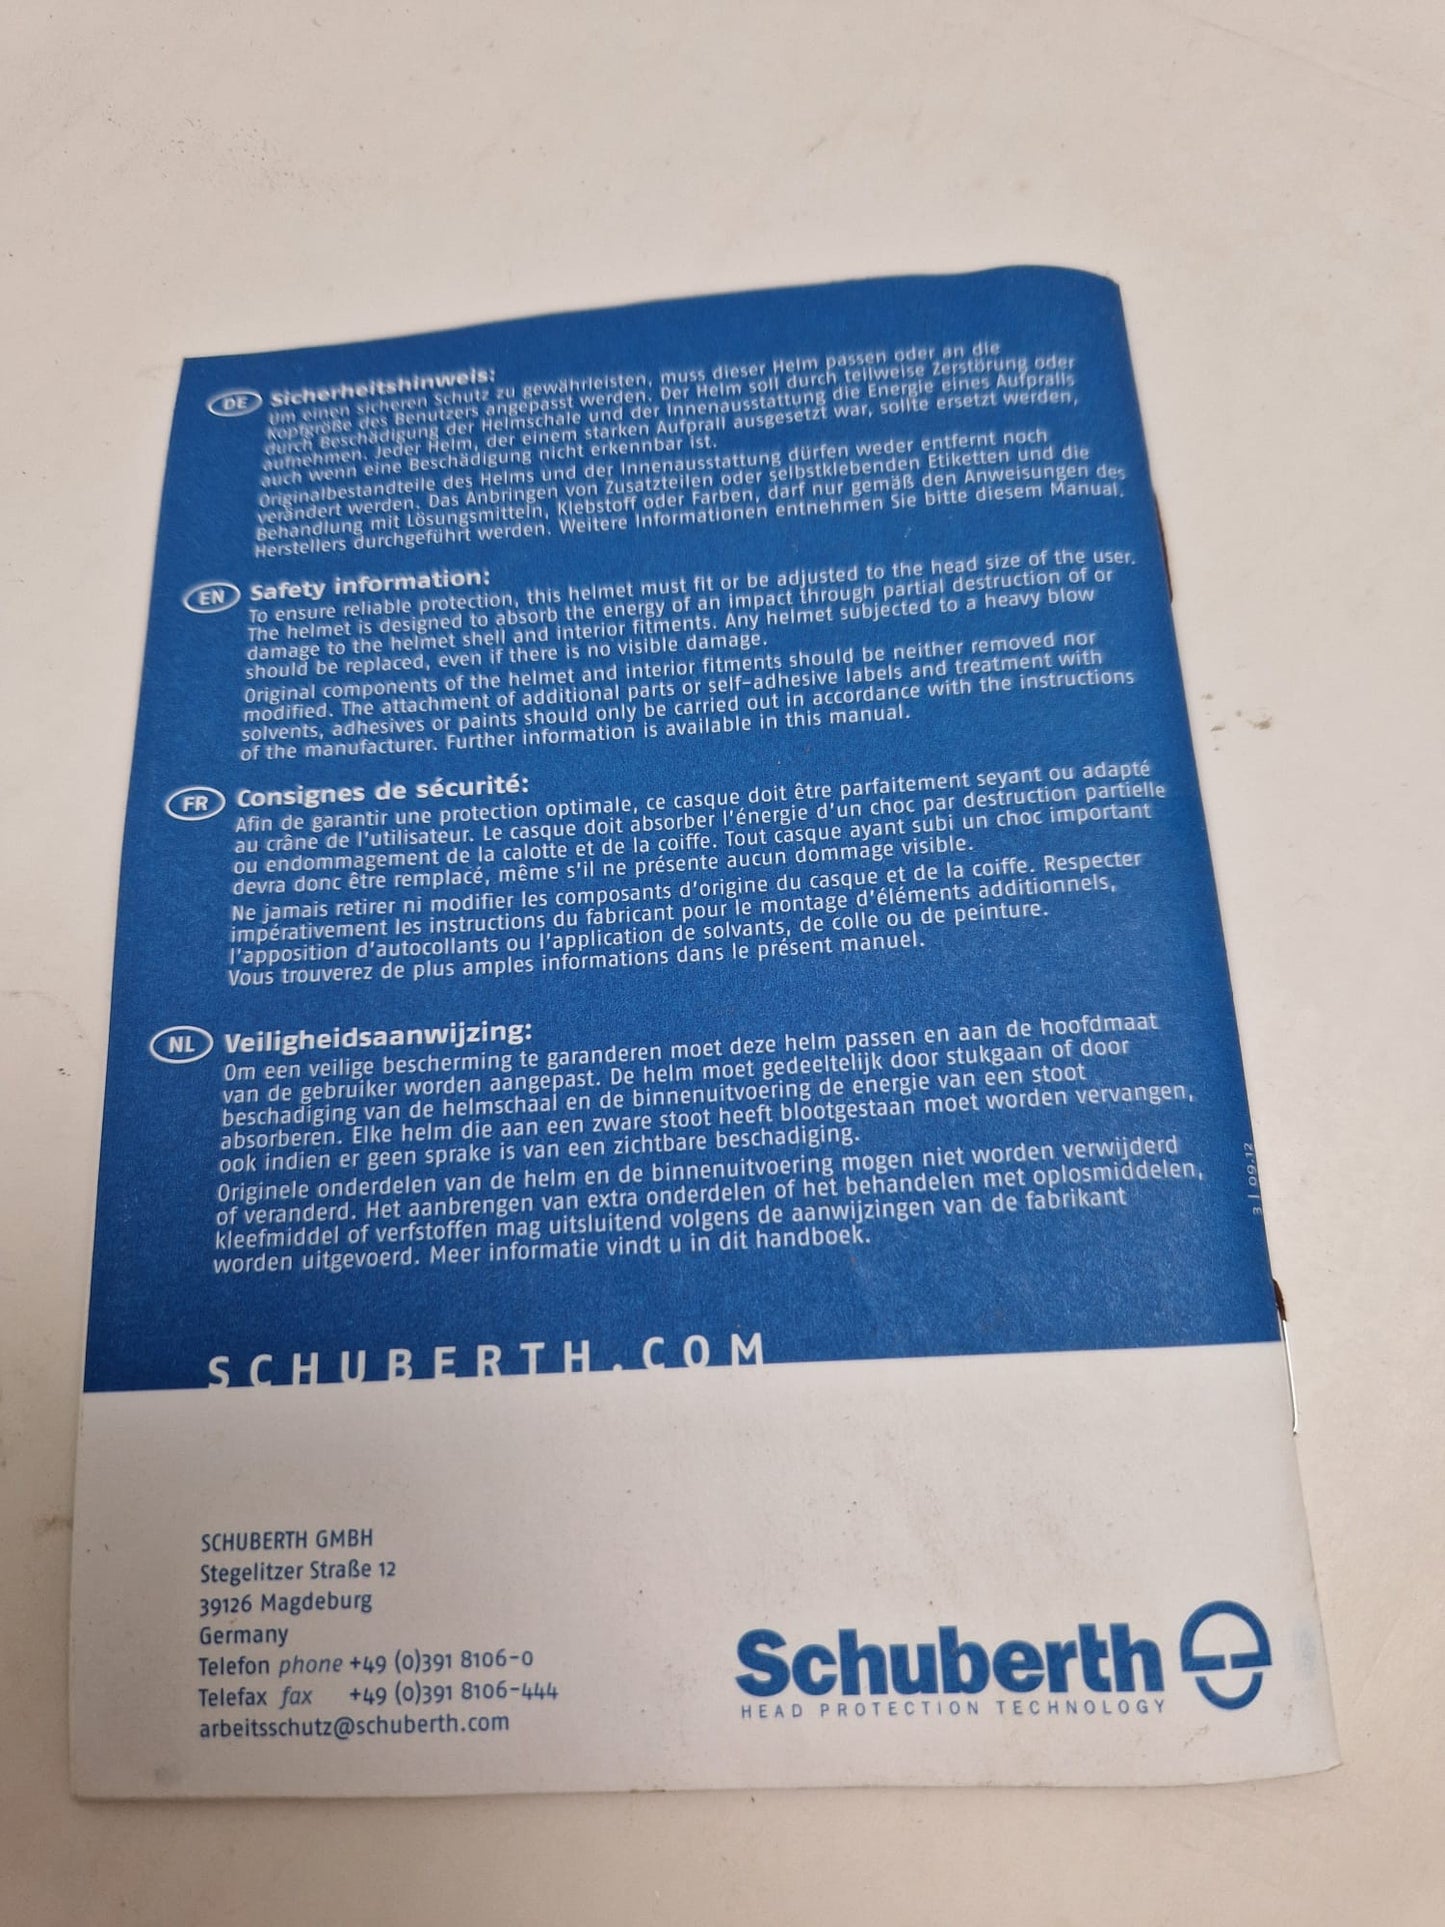 DE Sicherheitshinweis:
Um einen sicheren Schutz zu gewährleisten, muss dieser Helm passen oder an die
Kopfgröße des Benutzers angepasst werden. Der Helm soll durch teilweise Zerstörung oder
durch Beschädigung der Helmschale und der Innenausstattung die Energie eines Aufpralls
aufnehmen. Jeder Helm, der einem starken Aufprall ausgesetzt war, sollte ersetzt werden,
auch wenn eine Beschädigung nicht erkennbar ist.
Originalbestandteile des Helms und der Innenausstattung dürfen weder entfernt noch
verändert werden. Das Anbringen von Zusatzteilen oder selbstklebenden Etiketten und die
Behandlung mit Lösungsmitteln, Klebstoff oder Farben, darf nur gemäß den Anweisungen des
Herstellers durchgeführt werden. Weitere Informationen entnehmen Sie bitte diesem Manual.
EN Safety information:
To ensure reliable protection, this helmet must fit or be adjusted to the head size of the user.
The helmet is designed to absorb the energy of an impact through partial destruction of or
damage to the helmet shell and interior fitments. Any helmet subjected to a heavy blow
should be replaced, even if there is no visible damage.
Original components of the helmet and interior fitments should be neither removed nor
modified. The attachment of additional parts or self-adhesive labels and treatment with
solvents, adhesives or paints should only be carried out in accordance with the instructions
of the manufacturer. Further information is available in this manual.
FR Consignes de sécurité:
Afin de garantir une protection optimale, ce casque doit être parfaitement seyant ou adapté
au crâne de l'utilisateur. Le casque doit absorber l'énergie d'un choc par destruction partielle
ou endommagement de la calotte et de la coiffe. Tout casque ayant subi un choc important
devra donc être remplacé, même s'il ne présente aucun dommage visible.
Ne jamais retirer ni modifier les composants d'origine du casque et de la coiffe. Respecter
impérativement les instructions du fabricant pour le montage d'éléments additionnels,
l'apposition d'autocollants ou l'application de solvants, de colle ou de peinture.
Vous trouverez de plus amples informations dans le présent manuel.
NL Veiligheidsaanwijzing:
Om een veilige bescherming te garanderen moet deze helm passen en aan de hoofdmaat
van de gebruiker worden aangepast. De helm moet gedeeltelijk door stukgaan of door
beschadiging van de helmschaal en de binnenuitvoering de energie van een stoot
absorberen. Elke helm die aan een zware stoot heeft blootgestaan moet worden vervangen,
ook indien er geen sprake is van een zichtbare beschadiging.
Originele onderdelen van de helm en de binnenuitvoering mogen niet worden verwijderd
of veranderd. Het aanbrengen van extra onderdelen of het behandelen met oplosmiddelen,
kleefmiddel of verfstoffen mag uitsluitend volgens de aanwijzingen van de fabrikant
worden uitgevoerd. Meer informatie vindt u in dit handboek.
3 | 09.12
SCHUBERTH.COM
SCHUBERTH GMBH
Stegelitzer Straße 12
39126 Magdeburg
Germany
Telefon phone +49 (0)391 8106-0
Telefax fax +49 (0)391 8106-444
arbeitsschutz@schuberth.com
Schuberth
HEAD PROTECTION TECHNOLOGY